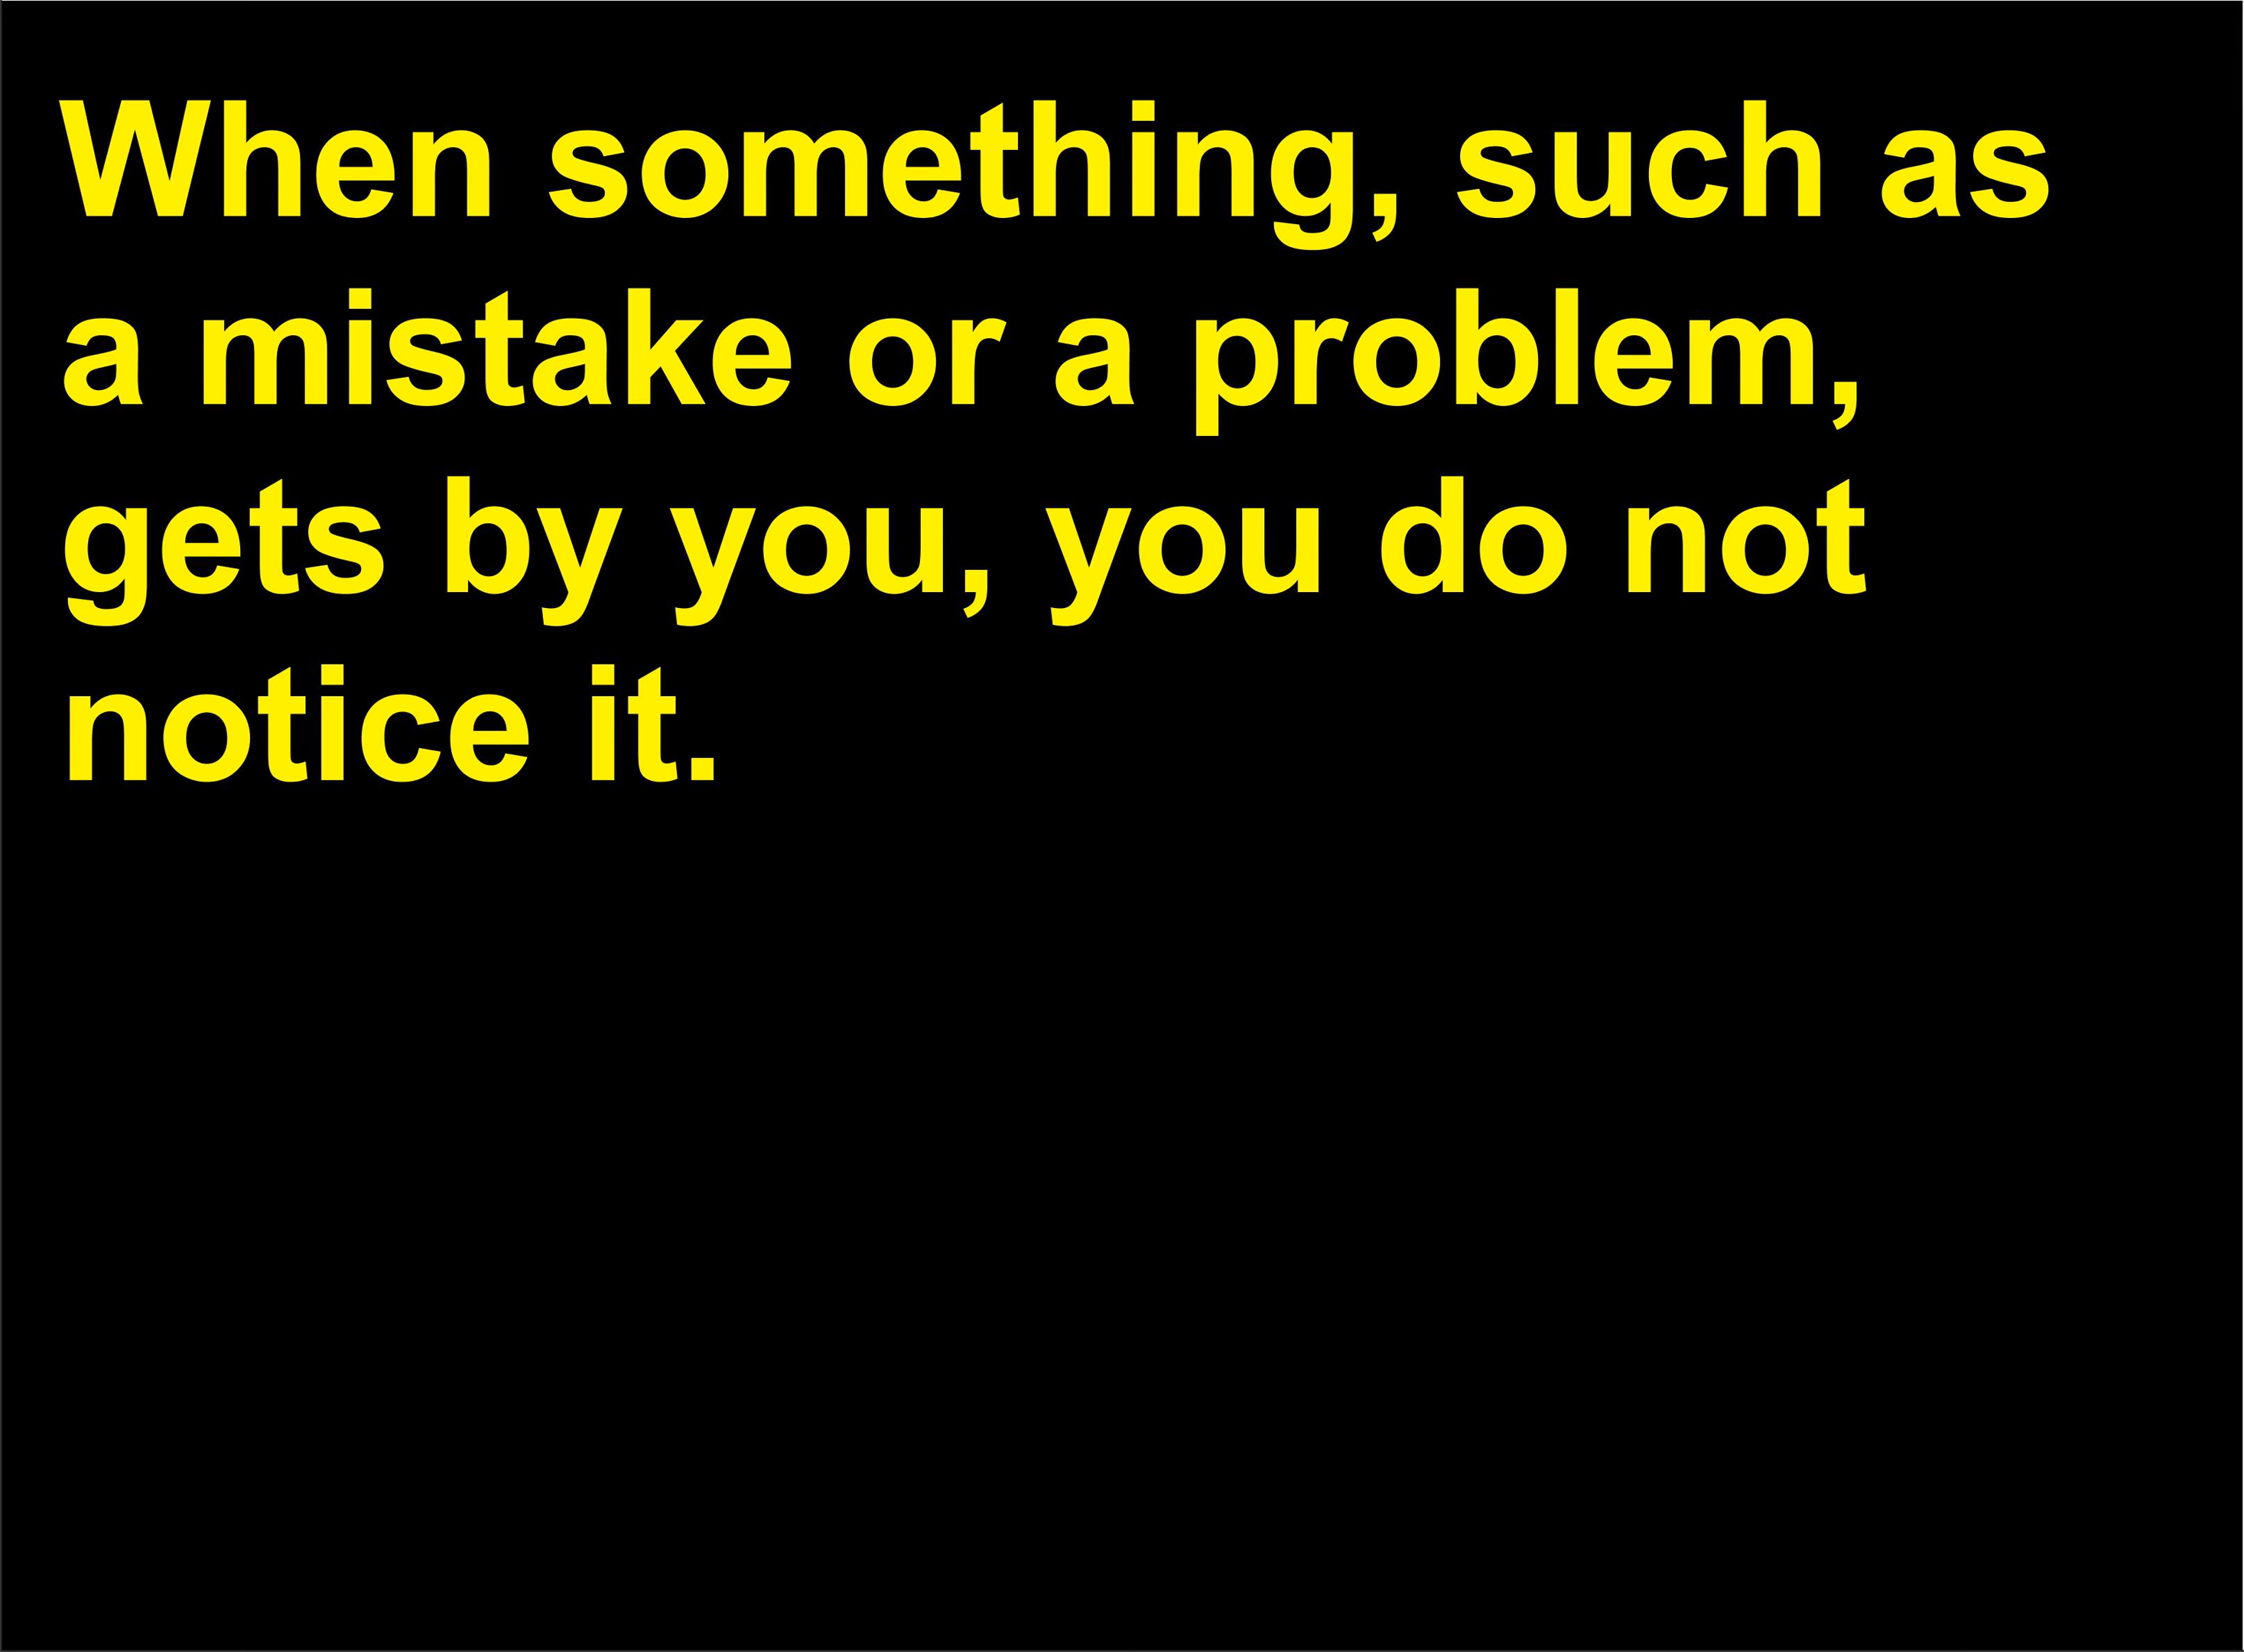 When something, such as
a mistake or a problem,
gets by you, you do not
notice it.